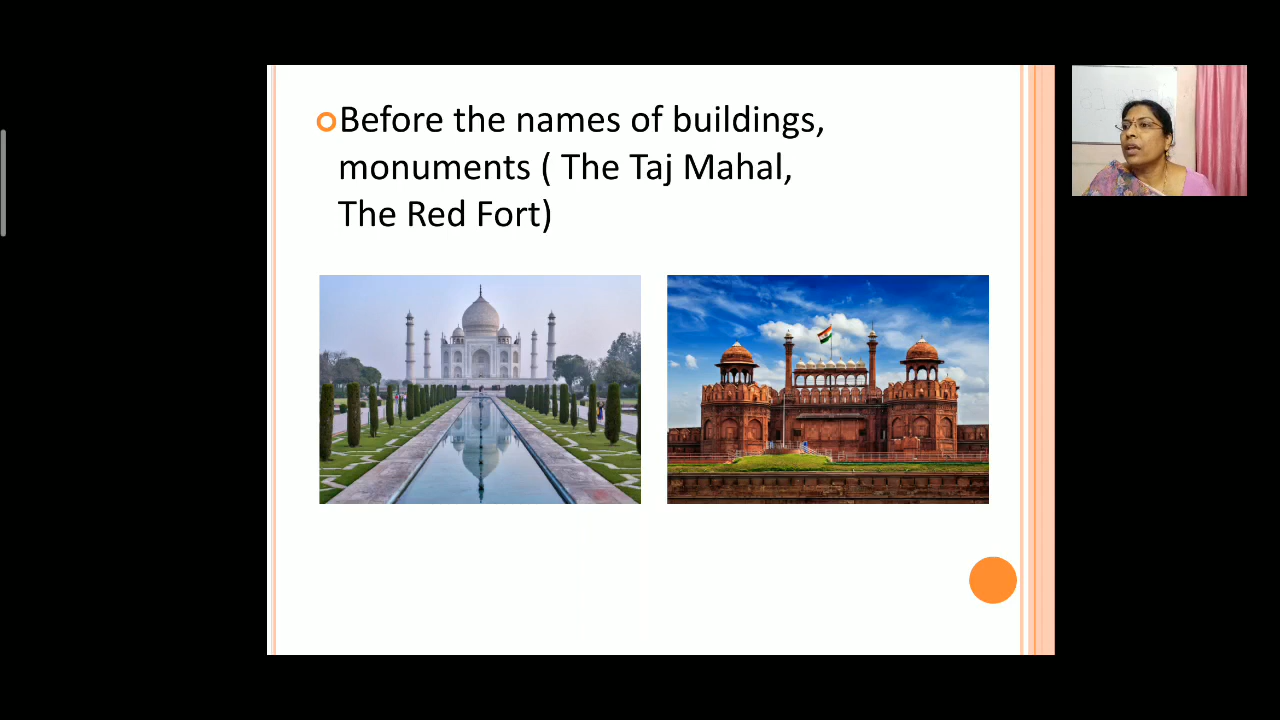 Before the names of buildings,
monuments ( The Taj Mahal,
The Red Fort)